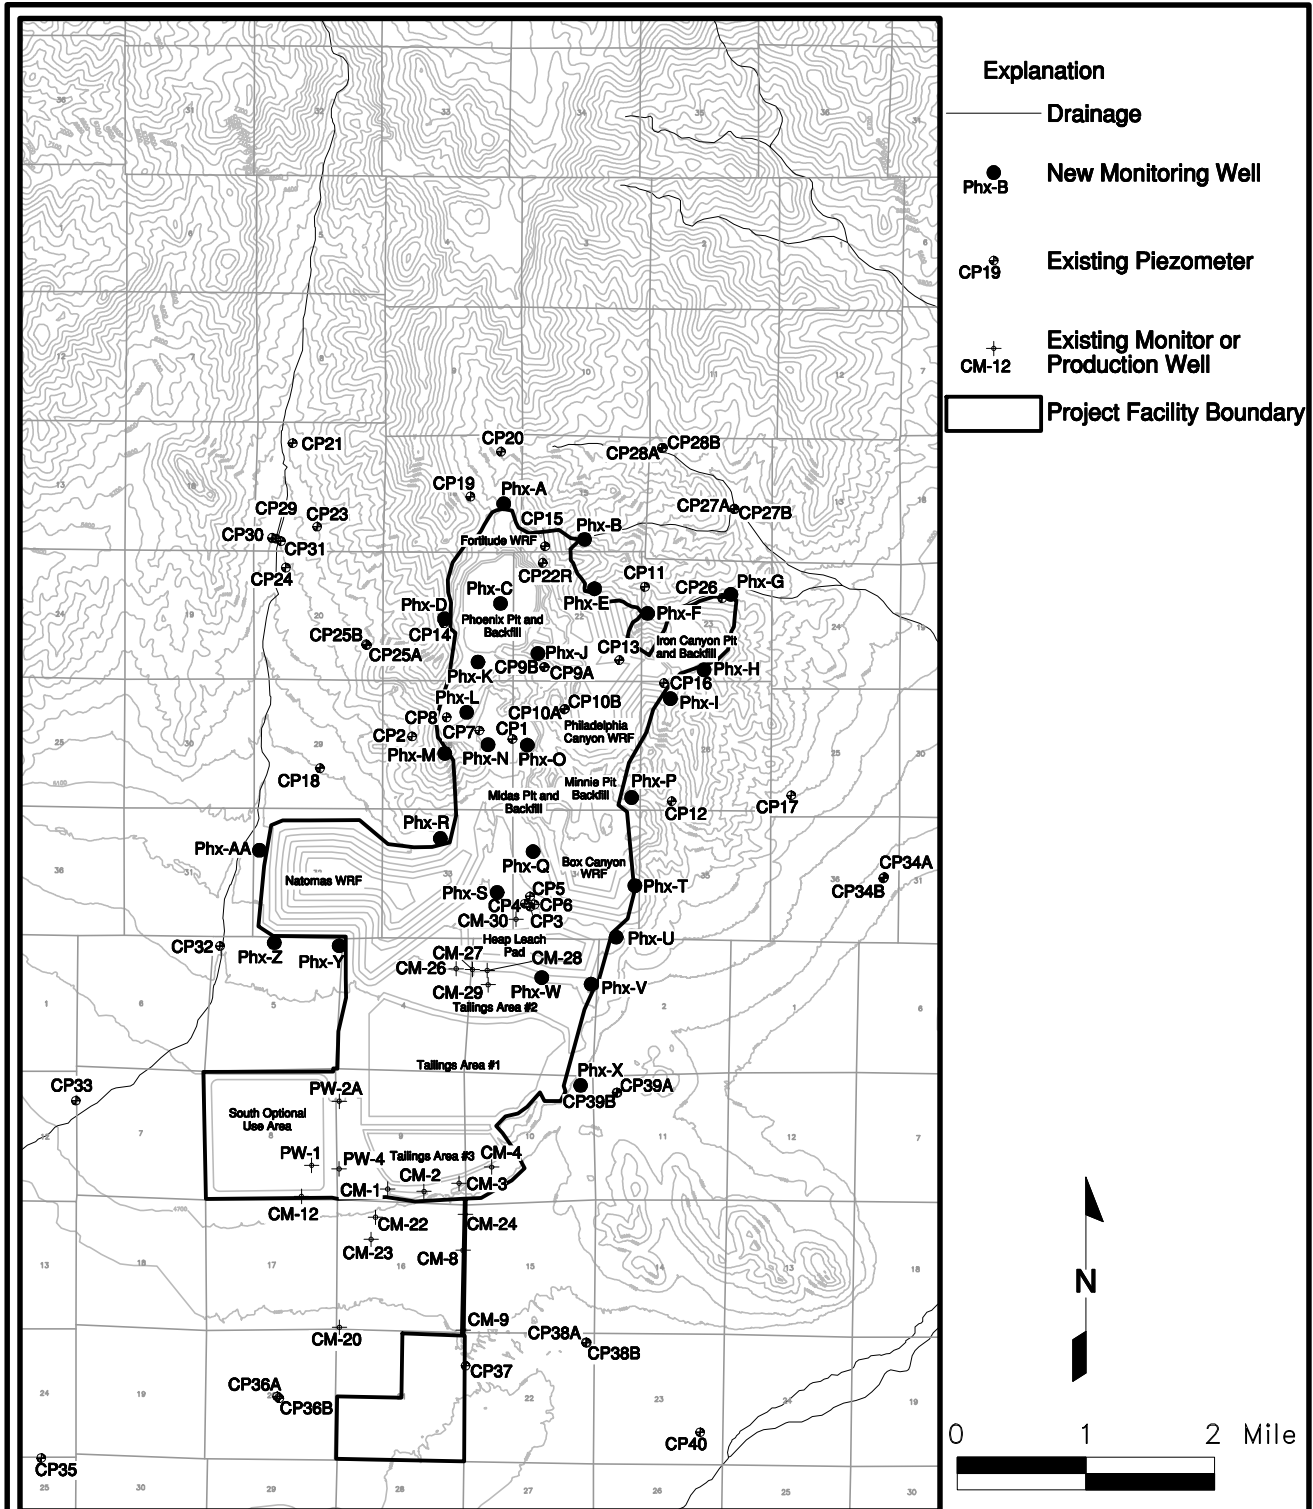 Explanation
Drainage
Phx-B
New Monitoring Well
CP19
Existing Piezometer
CM-12
Existing Monitor or
Production Well
Project Facility Boundary
CP21
CP20
CP28A
CP28B
CP19
Phx-A
CP27A
CP27B
CP29
CP23
CP15
Phx-B
CP30
CP31
Fortitude WRF
CP24
CP22R
CP11
CP26
Phx-G
Phx-C
Phx-E
Phx-D
Phx-F
CP14
Phoenix Pit and
Backfill
CP25B
CP25A
CP13
Iron Canyon Pit
and Backfill
Phx-J
CP9B
CP9A
Phx-K
Phx-H
CP16
Phx-L
Phx-I
CP8
CP10A
CP10B
CP2
CP7
CP1
Philadelphia
Canyon WRF
Phx-M
Phx-N
Phx-O
CP18
Minnie Pit
Backfill
Phx-P
Midas Pit and
Backfill
CP12
CP17
Phx-R
Phx-AA
Phx-Q
Box Canyon
WRF
CP34A
CP34B
Natomas WRF
Phx-S
CP5
Phx-T
CP4
CP6
CM-30
CP3
CP32
Phx-Z
Phx-Y
Heap Leach
Pad
Phx-U
CM-27
CM-28
CM-26
CM-29
Phx-W
Phx-V
Tailings Area #2
Tailings Area #1
CP33
PW-2A
Phx-X
CP39A
CP39B
South Optional
Use Area
PW-1
PW-4
Tailings Area #3
CM-4
CM-2
CM-1
CM-3
CM-12
CM-22
CM-24
CM-23
CM-8
CM-20
CM-9
CP38A
CP38B
CP37
CP36A
CP36B
CP40
CP35
N
0 1 2 Mile